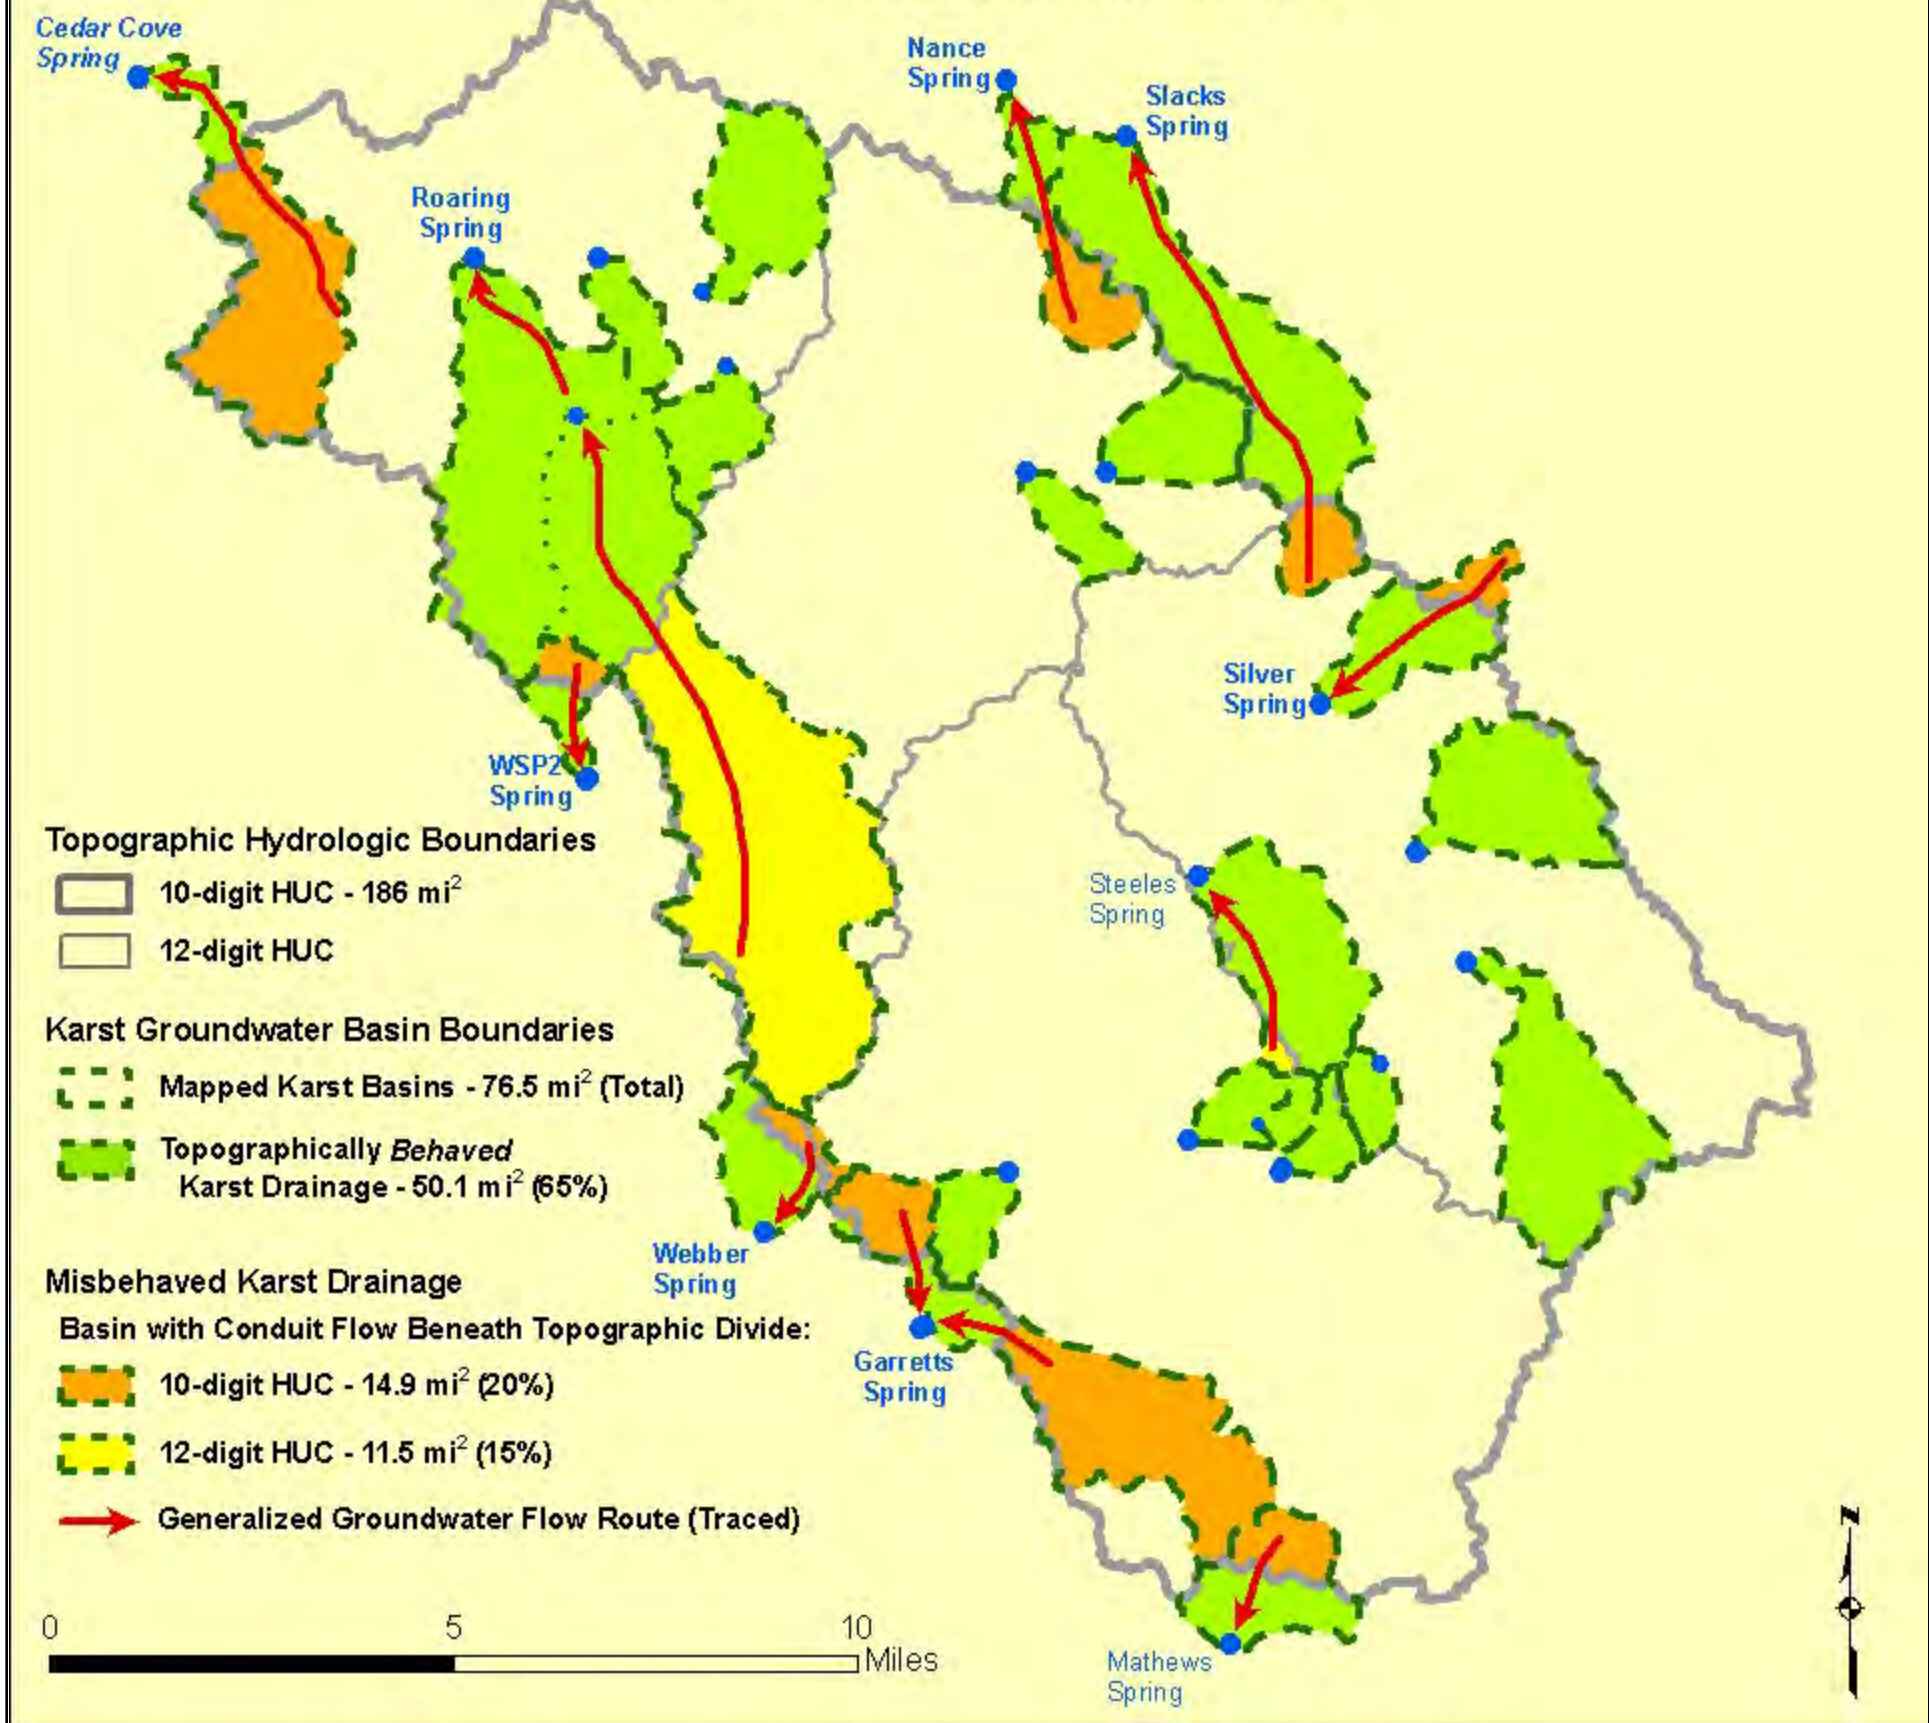 Cedar Cove
Spring
Nance
Spring
Slacks
Spring
Roaring
Spring
Silver
Spring
WSP2
Spring
Steeles
Spring
Webber
Spring
Garretts
Spring
Mathews
Spring
Topographic Hydrologic Boundaries
10-digit HUC - 186 mi²
12-digit HUC
Karst Groundwater Basin Boundaries
Mapped Karst Basins - 76.5 mi² (Total)
Topographically Behaved
Karst Drainage - 50.1 mi² (65%)
Misbehaved Karst Drainage
Basin with Conduit Flow Beneath Topographic Divide:
10-digit HUC - 14.9 mi² (20%)
12-digit HUC - 11.5 mi² (15%)
Generalized Groundwater Flow Route (Traced)
0 5 10
Miles
N